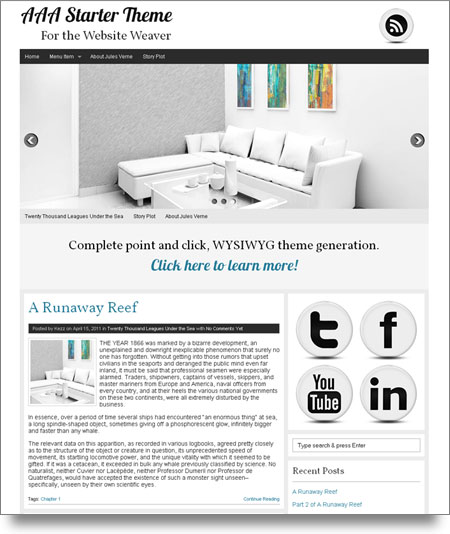 AAA Starter Theme
For the Website Weaver
Home Menu Item About Jules Verne Story Plot
Twenty Thousand Leagues Under the Sea Story Plot About Jules Verne
Complete point and click, WYSIWYG theme generation.
Click here to learn more!
A Runaway Reef
Posted by Hezz on April 15, 2011 in Twenty Thousand Leagues Under the Sea with No Comments Yet
THE YEAR 1866 was marked by a bizarre development, an
unexplained and downright inexplicable phenomenon that surely no
one has forgotten. Without getting into those rumors that upset
civilians in the seaports and deranged the public mind even far
inland, it must be said that professional seamen were especially
alarmed. Traders, shipowners, captains of vessels, skippers, and
master mariners from Europe and America, naval officers from
every country, and at their heels the various national governments
on these two continents, were all extremely disturbed by the
business.
In essence, over a period of time several ships had encountered "an enormous thing" at sea,
a long spindle-shaped object, sometimes giving off a phosphorescent glow, infinitely bigger
and faster than any whale.
The relevant data on this apparition, as recorded in various logbooks, agreed pretty closely
as to the structure of the object or creature in question, its unprecedented speed of
movement, its startling locomotive power, and the unique vitality with which it seemed to be
gifted. If it was a cetacean, it exceeded in bulk any whale previously classified by science. No
naturalist, neither Cuvier nor Lacépède, neither Professor Dumeril nor Professor de
Quatrefages, would have accepted the existence of such a monster sight unseen--
specifically, unseen by their own scientific eyes.
Tags: Chapter 1 Continue Reading
t f
You
Tube in
Type search & press Enter
Recent Posts
A Runaway Reef
Part 2 of A Runaway Reef